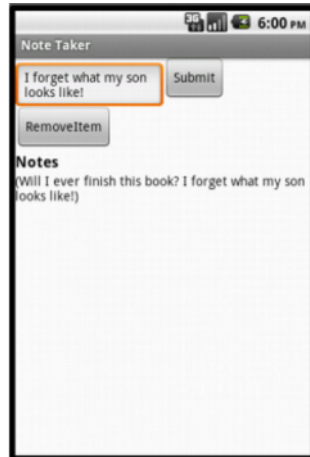 3G 6:00 PM
Note Taker
I forget what my son
looks like!
Submit
RemoveItem
Notes
(Will I ever finish this book? I forget what my son
looks like!)